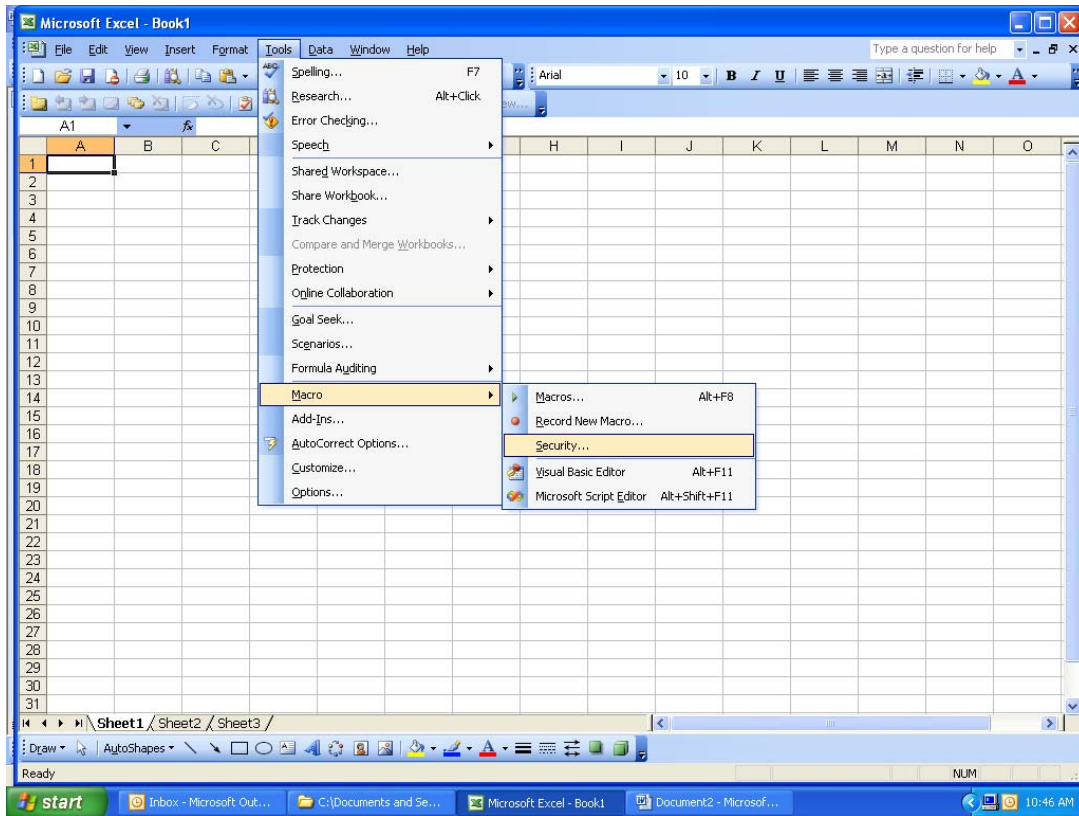 Microsoft Excel - Book1
File Edit View Insert Format Tools Data Window Help Type a question for help
Arial 10 B I U A
A1 fx
A B C H I J K L M N O
ABC Spelling... F7
Research... Alt+Click
Error Checking...
Speech
Shared Workspace...
Share Workbook...
Track Changes
Compare and Merge Workbooks...
Protection
Online Collaboration
Goal Seek...
Scenarios...
Formula Auditing
Macro
Add-Ins...
AutoCorrect Options...
Customize...
Options...
Macros... Alt+F8
Record New Macro...
Security...
Visual Basic Editor Alt+F11
Microsoft Script Editor Alt+Shift+F11
1
2
3
4
5
6
7
8
9
10
11
12
13
14
15
16
17
18
19
20
21
22
23
24
25
26
27
28
29
30
31
Sheet1 Sheet2 Sheet3
Draw AutoShapes A
Ready NUM
start Inbox - Microsoft Out... C:\Documents and Se... Microsoft Excel - Book1 Document2 - Microsof... 10:46 AM